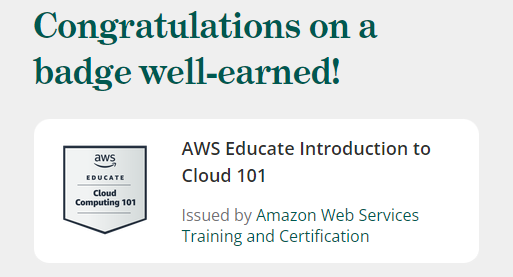 Congratulations on a
badge well-earned!
aws
EDUCATE
Cloud
Computing 101
AWS Educate Introduction to
Cloud 101
Issued by Amazon Web Services
Training and Certification